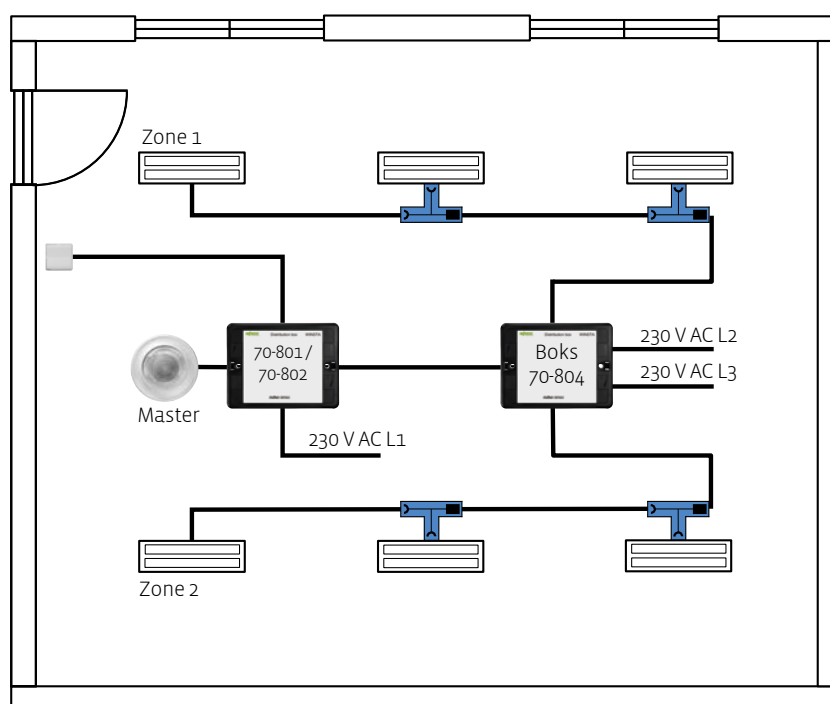 Zone 1
70-801 /
70-802
Boks
70-804
230 V AC L2
230 V AC L3
Master
230 V AC L1
Zone 2